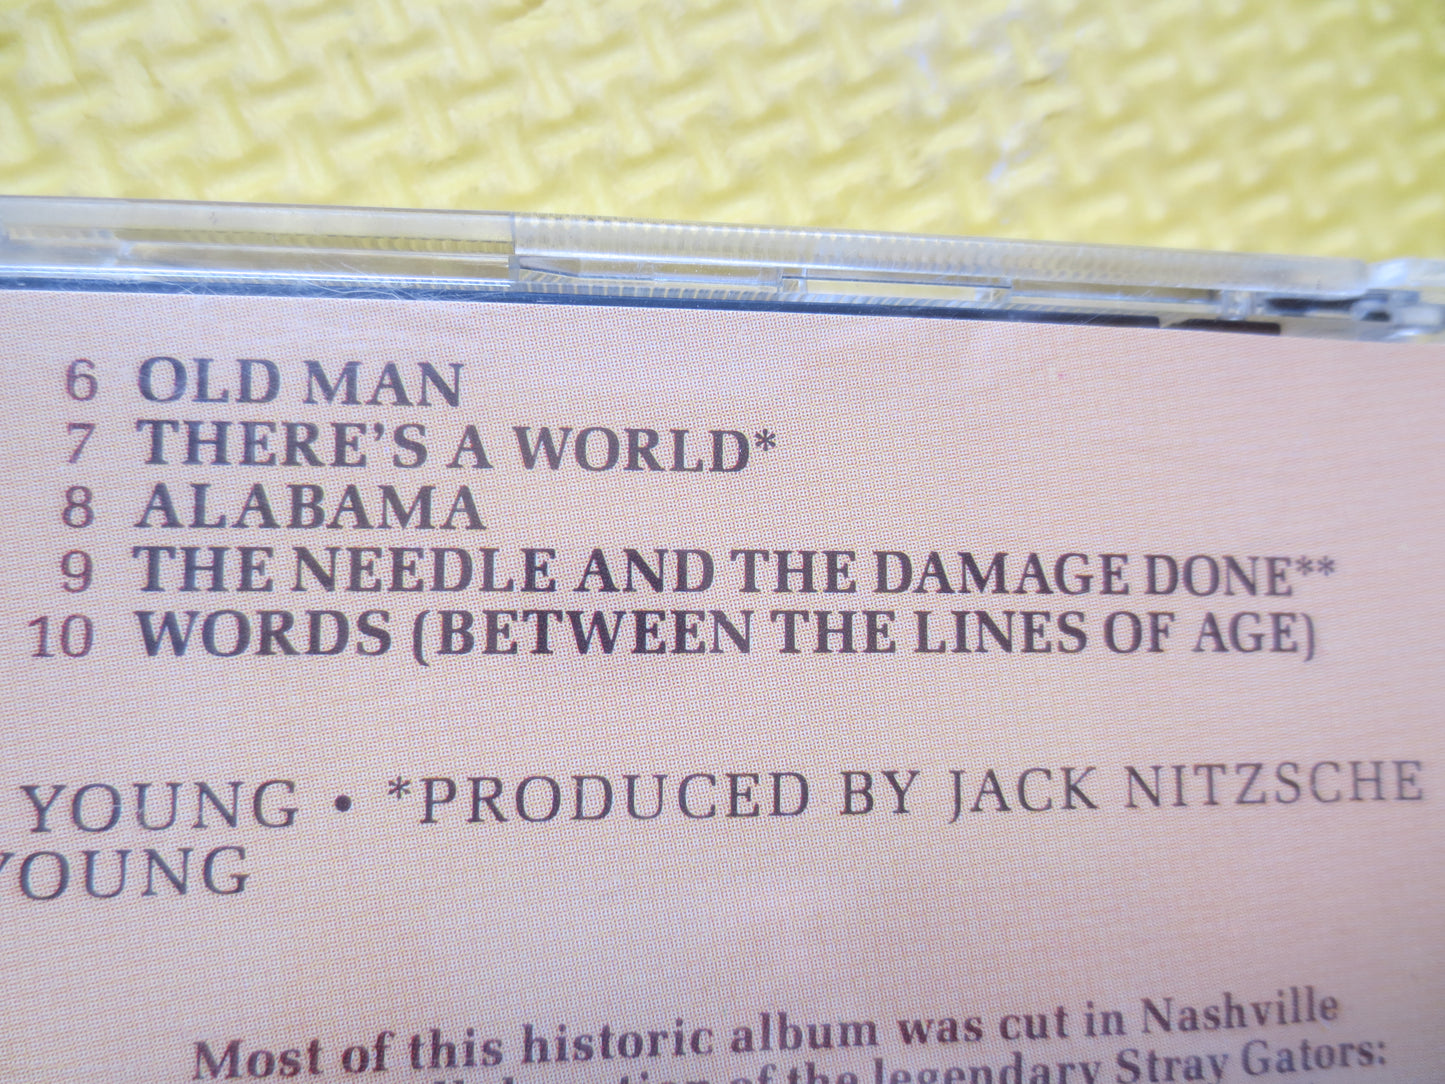 6 OLD MAN
7 THERE'S A WORLD*
8 ALABAMA
9 THE NEEDLE AND THE DAMAGE DONE**
10 WORDS (BETWEEN THE LINES OF AGE)
YOUNG • *PRODUCED BY JACK NITZSCHE
YOUNG
Most of this historic album was cut in Nashville
of the legendary Stray Gators: